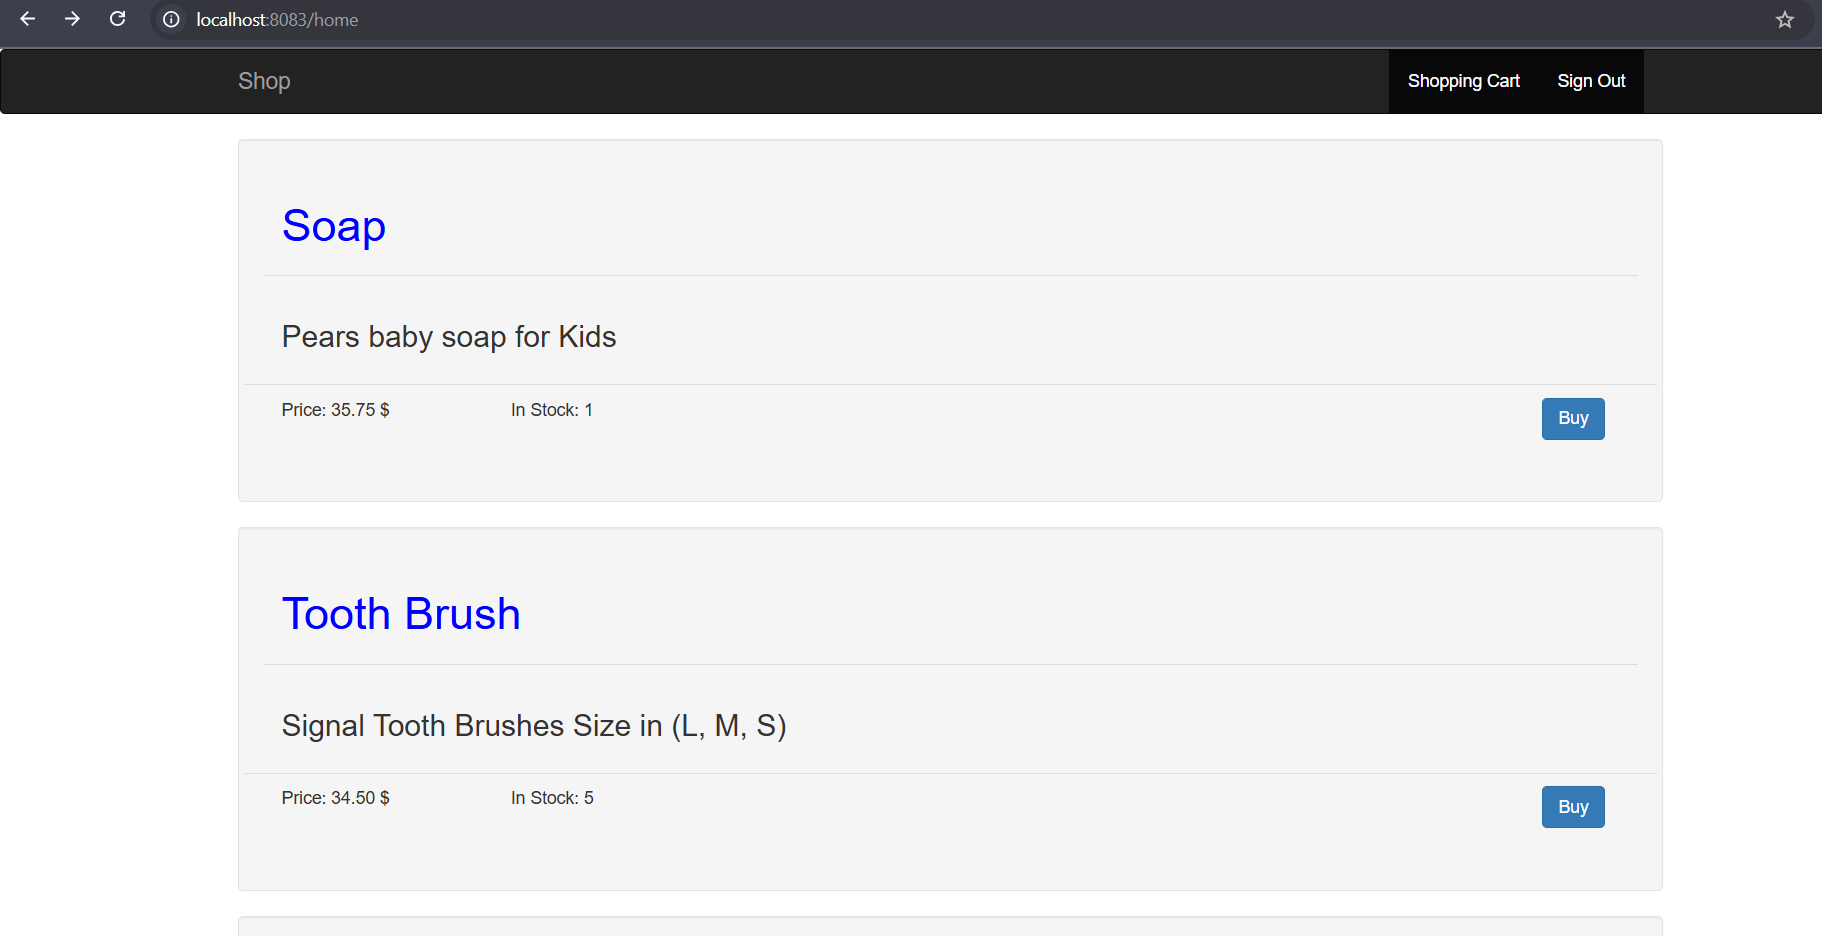 localhost:8083/home
Shop Shopping Cart Sign Out
Soap
Pears baby soap for Kids
Price: 35.75 $ In Stock: 1 Buy
Tooth Brush
Signal Tooth Brushes Size in (L, M, S)
Price: 34.50 $ In Stock: 5 Buy